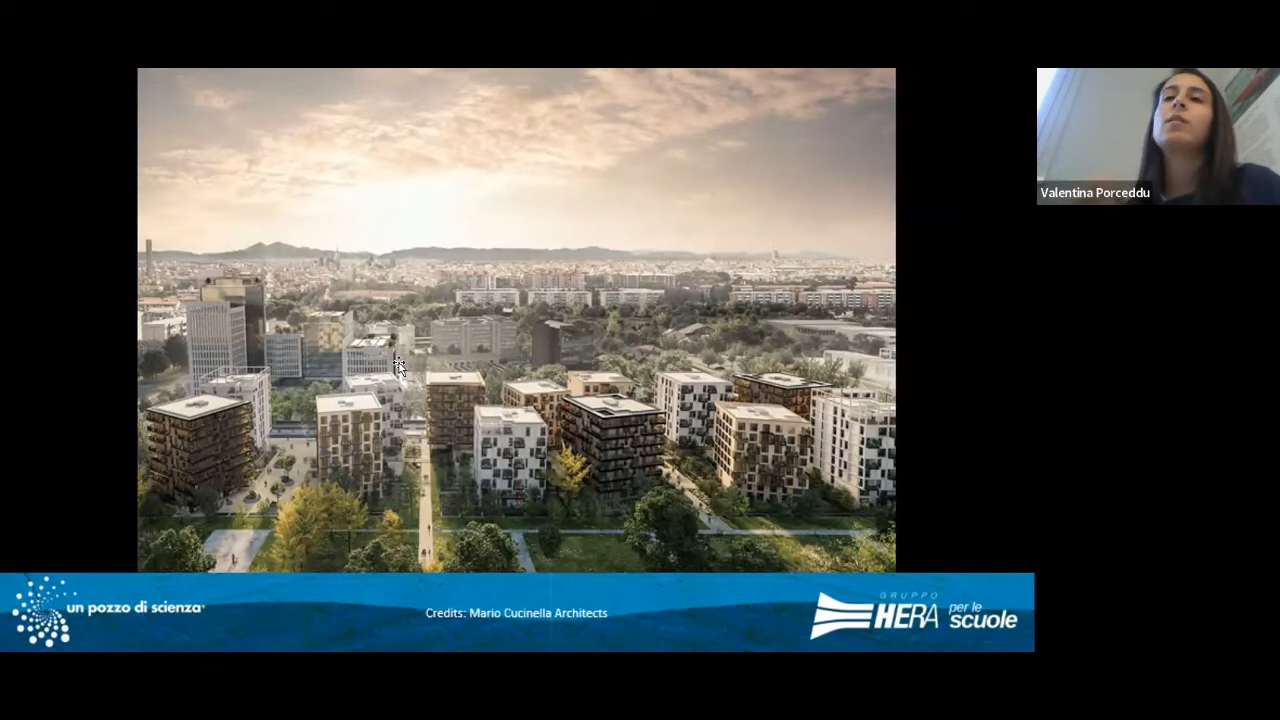 Valentina Porceddu
un pozzo di scienza
Credits: Mario Cucinella Architects
GRUPPO
HERA
per le
scuole